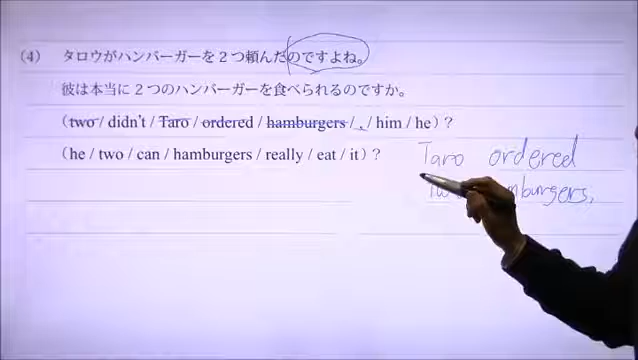 (4) タロウがハンバーガーを２つ頼んだのですよね。
彼は本当に２つのハンバーガーを食べられるのですか。
(two / didn't / Taro / ordered / hamburgers / , / him / he) ?
(he / two / can / hamburgers / really / eat / it) ?
Taro ordered